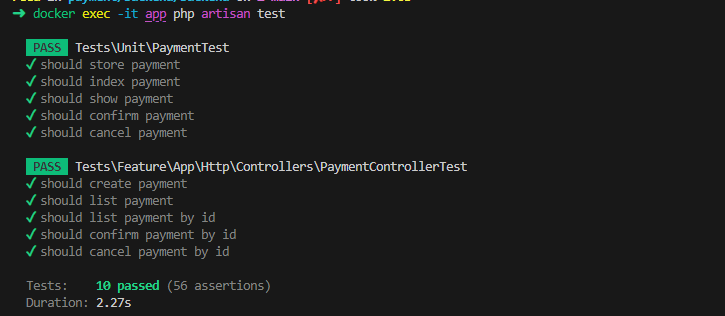 ➜ docker exec -it app php artisan test
PASS Tests\Unit\PaymentTest
✓ should store payment
✓ should index payment
✓ should show payment
✓ should confirm payment
✓ should cancel payment
PASS Tests\Feature\App\Http\Controllers\PaymentControllerTest
✓ should create payment
✓ should list payment
✓ should list payment by id
✓ should confirm payment by id
✓ should cancel payment by id
Tests: 10 passed (56 assertions)
Duration: 2.27s